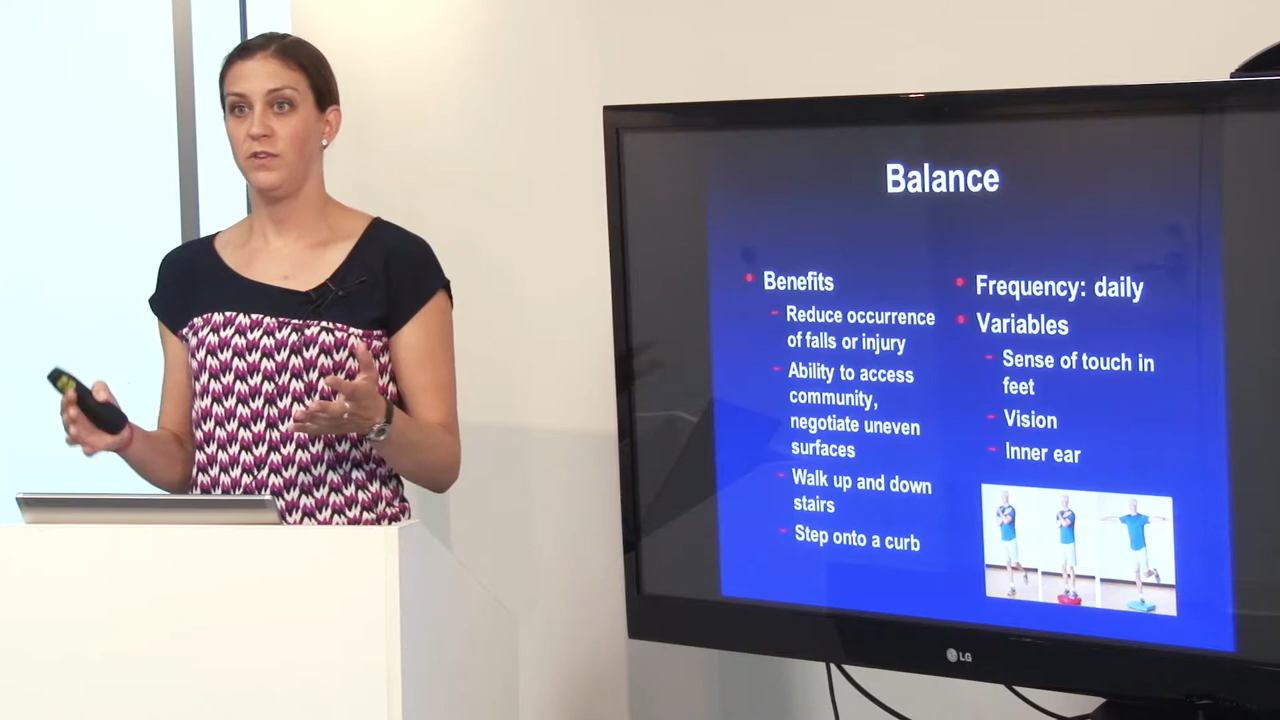 Balance
Benefits
Reduce occurrence
of falls or injury
Ability to access
community,
negotiate uneven
surfaces
Walk up and down
stairs
Step onto a curb
Frequency: daily
Variables
Sense of touch in
feet
Vision
Inner ear
LG